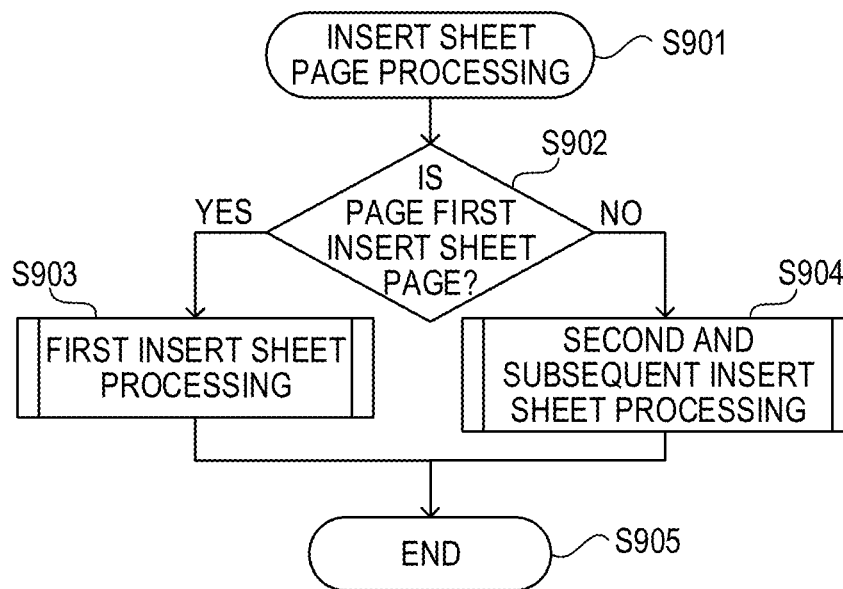 INSERT SHEET
PAGE PROCESSING
S901
S902
IS
PAGE FIRST
INSERT SHEET
PAGE?
YES
NO
S903
S904
FIRST INSERT SHEET
PROCESSING
SECOND AND
SUBSEQUENT INSERT
SHEET PROCESSING
END
S905